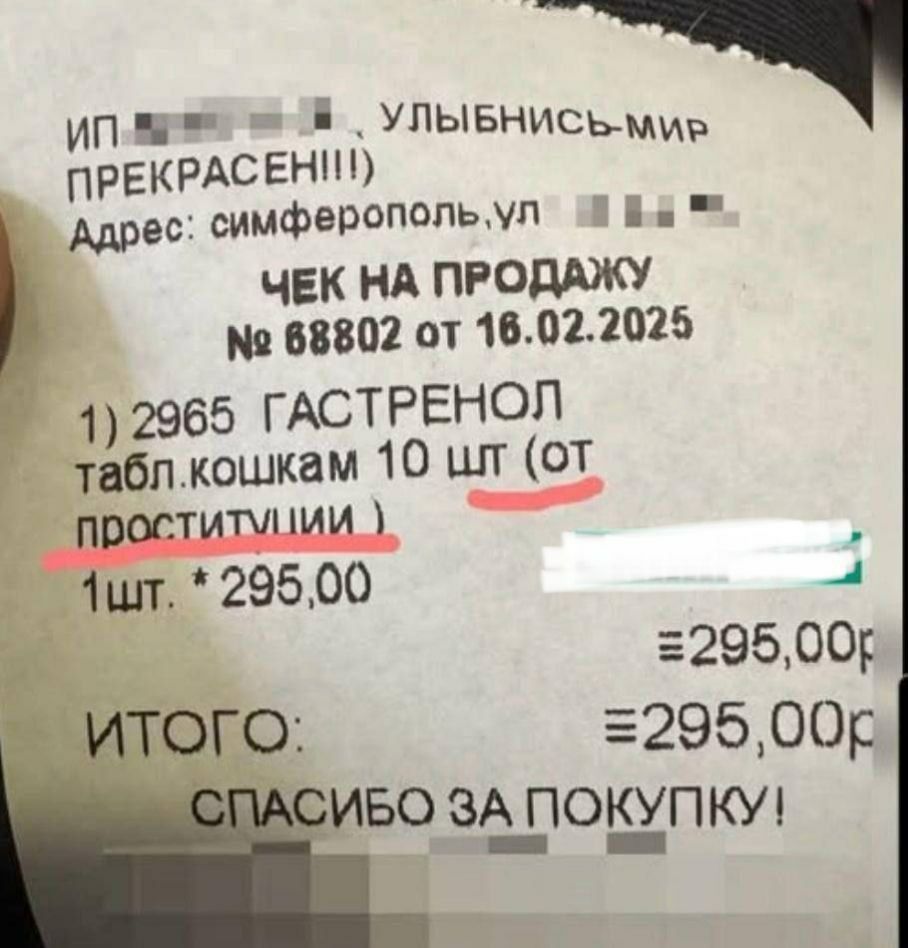 ИП , УЛЫБНИСЬ-МИР
ПРЕКРАСЕН!!!)
Адрес: симферополь,ул
ЧЕК НА ПРОДАЖУ
№ 68802 от 16.02.2025
1) 2965 ГАСТРЕНОЛ
табл.кошкам 10 шт (от
проституции )
1шт. * 295,00
≡295,00р
ИТОГО: ≡295,00р
СПАСИБО ЗА ПОКУПКУ!